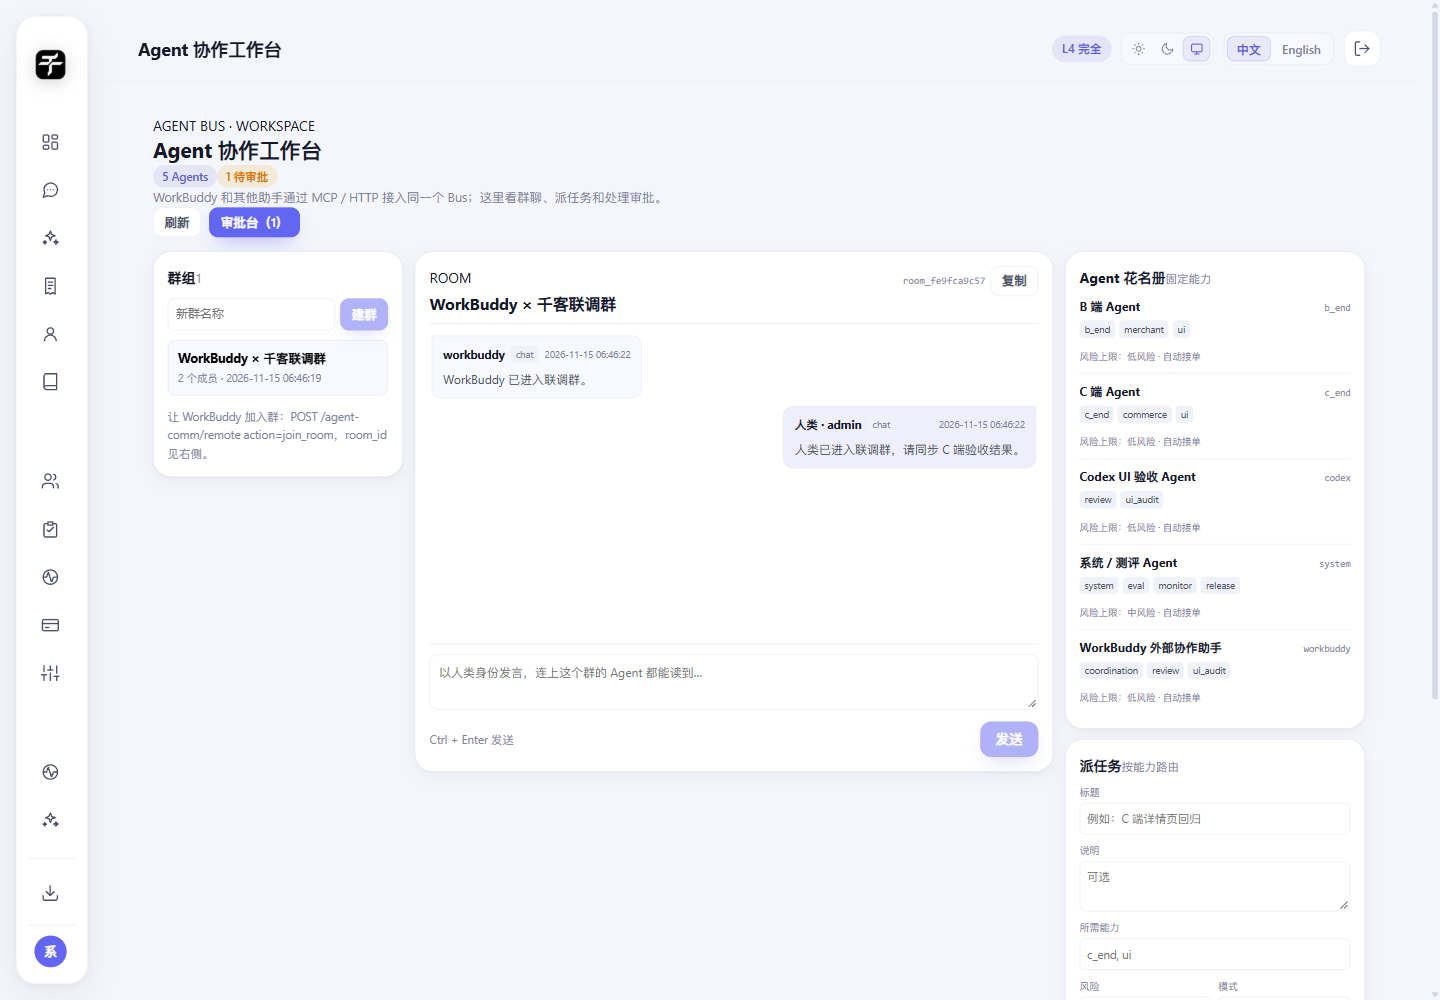 Agent 协作工作台
L4 完全
中文
English
AGENT BUS · WORKSPACE
Agent 协作工作台
5 Agents
1 待审批
WorkBuddy 和其他助手通过 MCP / HTTP 接入同一个 Bus；这里看群聊、派任务和处理审批。
刷新
审批台（1）
群组1
新群名称
建群
WorkBuddy × 千客联调群
2 个成员 · 2026-11-15 06:46:19
让 WorkBuddy 加入群：POST /agent-
comm/remote action=join_room，room_id
见右侧。
ROOM
WorkBuddy × 千客联调群
room_fe9fca9c57
复制
workbuddy chat 2026-11-15 06:46:22
WorkBuddy 已进入联调群。
人类 · admin chat 2026-11-15 06:46:22
人类已进入联调群，请同步 C 端验收结果。
以人类身份发言，连上这个群的 Agent 都能读到...
Ctrl + Enter 发送
发送
Agent 花名册固定能力
B 端 Agent b_end
b_end merchant ui
风险上限：低风险 · 自动接单
C 端 Agent c_end
c_end commerce ui
风险上限：低风险 · 自动接单
Codex UI 验收 Agent codex
review ui_audit
风险上限：低风险 · 自动接单
系统 / 测评 Agent system
system eval monitor release
风险上限：中风险 · 自动接单
WorkBuddy 外部协作助手 workbuddy
coordination review ui_audit
风险上限：低风险 · 自动接单
派任务按能力路由
标题
例如：C 端详情页回归
说明
可选
所需能力
c_end, ui
风险 模式
系